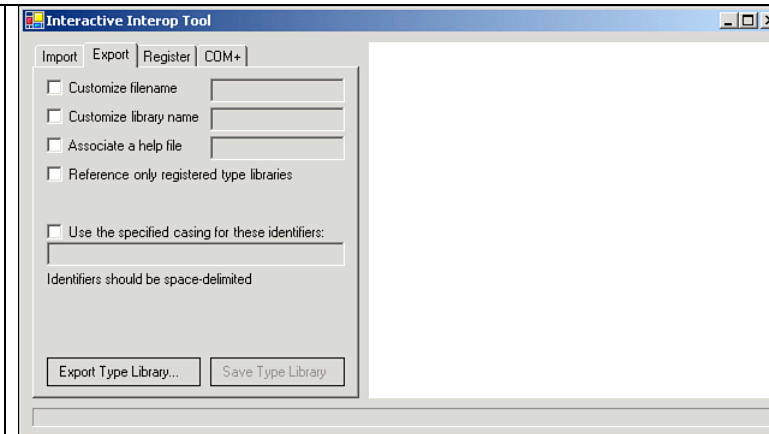 Interactive Interop Tool
Import Export Register COM+
Customize filename
Customize library name
Associate a help file
Reference only registered type libraries
Use the specified casing for these identifiers:
Identifiers should be space-delimited
Export Type Library... Save Type Library